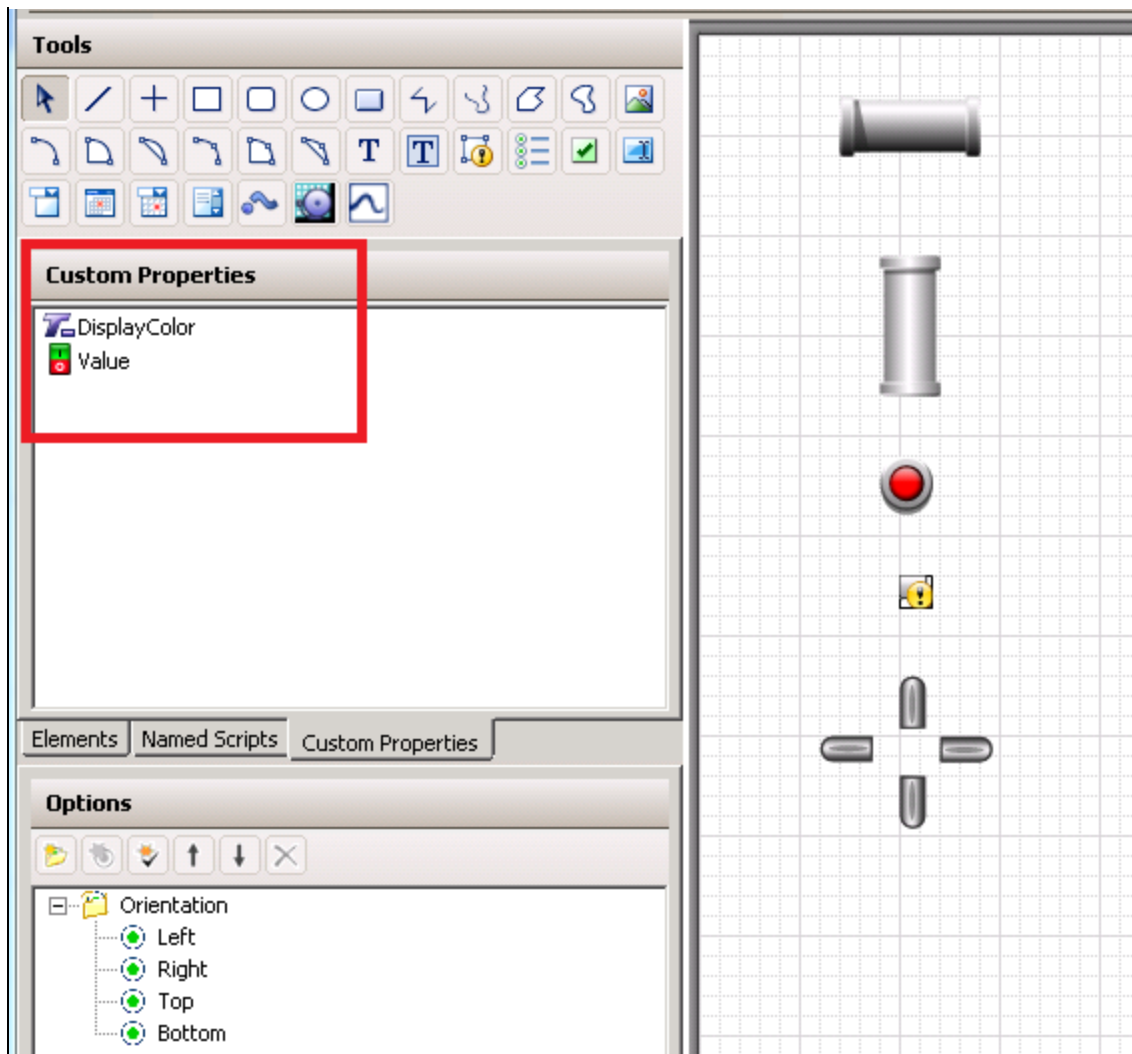 Tools
T T
Custom Properties
DisplayColor
Value
Elements Named Scripts Custom Properties
Options
Orientation
Left
Right
Top
Bottom